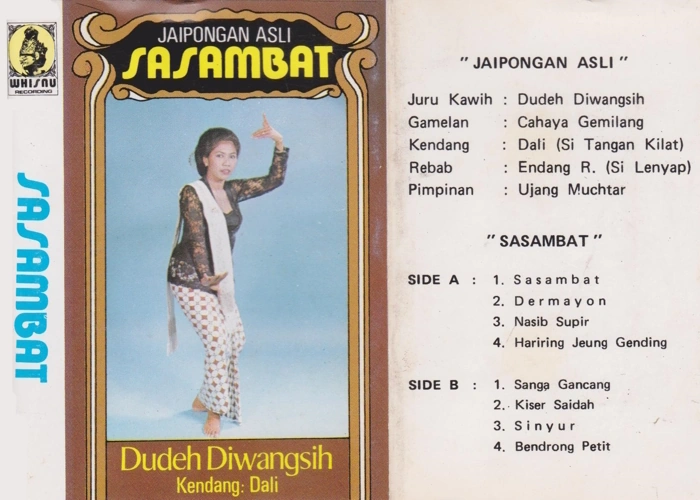 WHISNU
RECORDING
SASAMBAT
JAIPONGAN ASLI
SASAMBAT
Dudeh Diwangsih
Kendang: Dali
" JAIPONGAN ASLI "
Juru Kawih : Dudeh Diwangsih
Gamelan : Cahaya Gemilang
Kendang : Dali (Si Tangan Kilat)
Rebab : Endang R. (Si Lenyap)
Pimpinan : Ujang Muchtar
" SASAMBAT "
SIDE A : 1. Sasambat
2. Dermayon
3. Nasib Supir
4. Hariring Jeung Gending
SIDE B : 1. Sanga Gancang
2. Kiser Saidah
3. Sinyur
4. Bendrong Petit